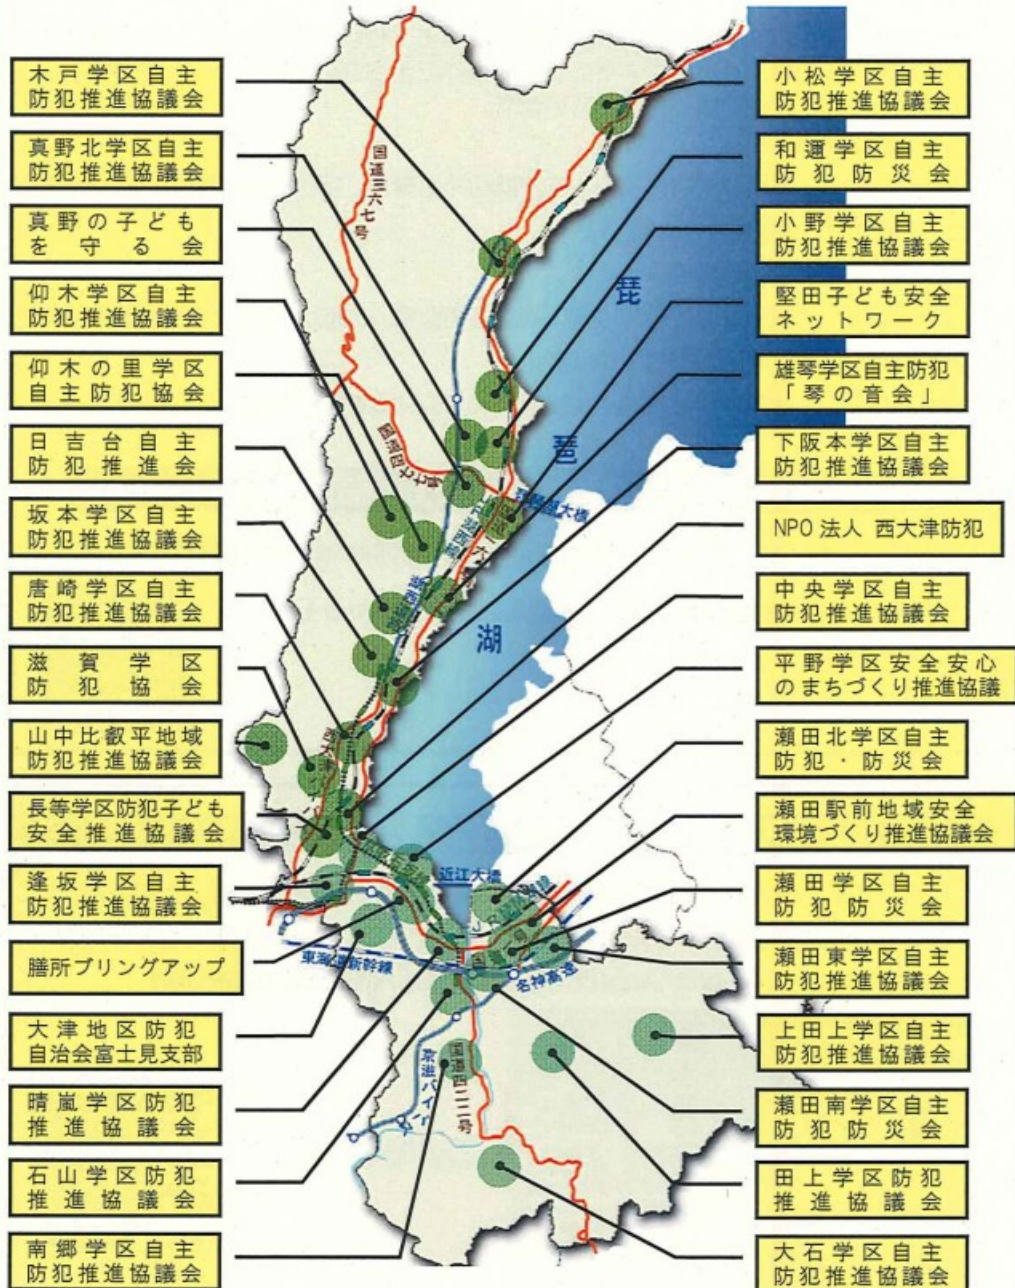 木戸学区自主
防犯推進協議会
真野北学区自主
防犯推進協議会
真野の子ども
を守る会
仰木学区自主
防犯推進協議会
仰木の里学区
自主防犯協会
日吉台自主
防犯推進会
坂本学区自主
防犯推進協議会
唐崎学区自主
防犯推進協議会
滋賀学区
防犯協会
山中比叡平地域
防犯推進協議会
長等学区防犯子ども
安全推進協議会
逢坂学区自主
防犯推進協議会
膳所ブリングアップ
大津地区防犯
自治会富士見支部
晴嵐学区防犯
推進協議会
石山学区防犯
推進協議会
南郷学区自主
防犯推進協議会
国道三六七号
琵
琶
湖
近江大橋
東海道新幹線
名神高速
国道四二二号
小松学区自主
防犯推進協議会
和邇学区自主
防犯防災会
小野学区自主
防犯推進協議会
堅田子ども安全
ネットワーク
雄琴学区自主防犯
「琴の音会」
下阪本学区自主
防犯推進協議会
NPO法人 西大津防犯
中央学区自主
防犯推進協議会
平野学区安全安心
のまちづくり推進協議
瀬田北学区自主
防犯・防災会
瀬田駅前地域安全
環境づくり推進協議会
瀬田学区自主
防犯防災会
瀬田東学区自主
防犯推進協議会
上田上学区自主
防犯推進協議会
瀬田南学区自主
防犯防災会
田上学区防犯
推進協議会
大石学区自主
防犯推進協議会